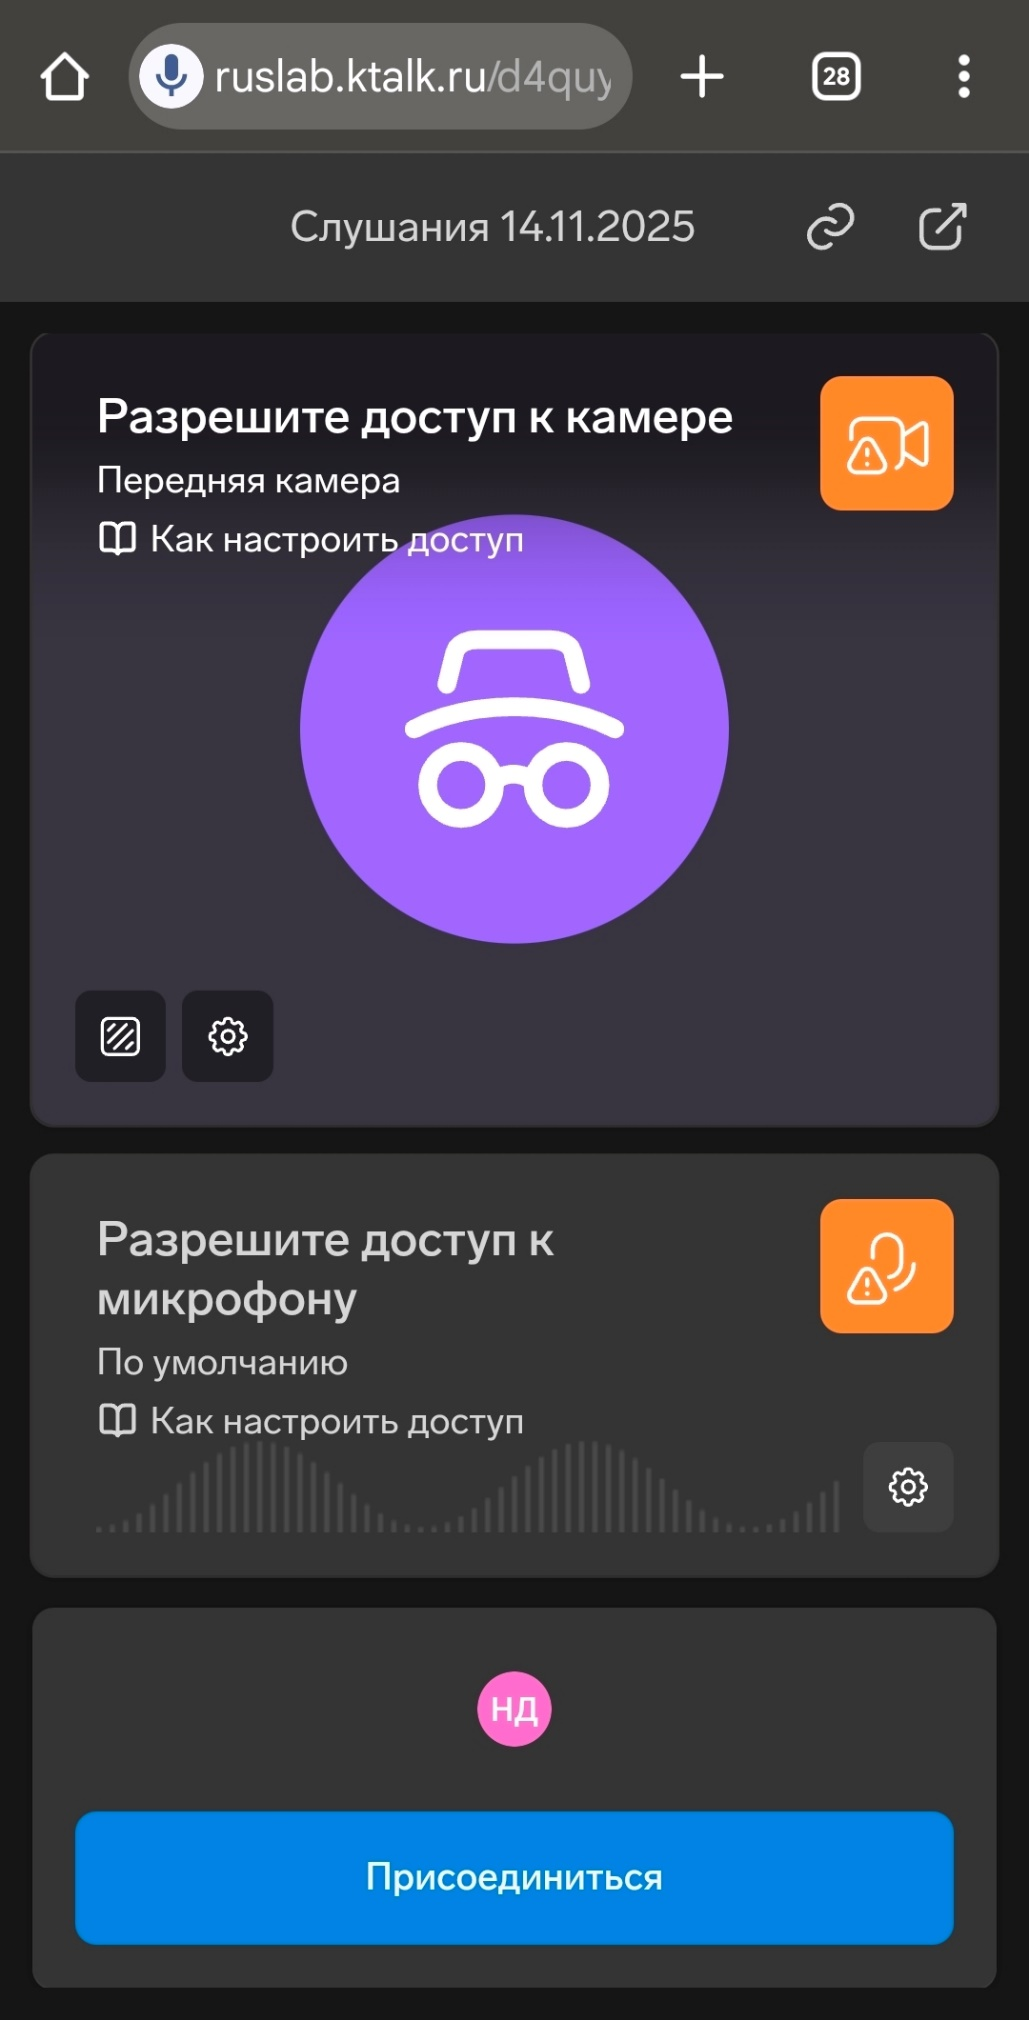 ruslab.ktalk.ru/d4quy
28
Слушания 14.11.2025
Разрешите доступ к камере
Передняя камера
Как настроить доступ
Разрешите доступ к
микрофону
По умолчанию
Как настроить доступ
НД
Присоединиться